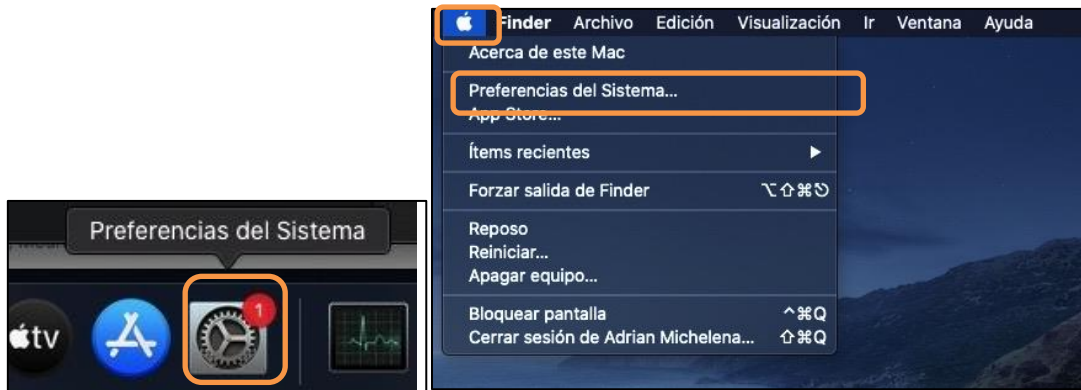 Finder Archivo Edición Visualización Ir Ventana Ayuda
Acerca de este Mac
Preferencias del Sistema...
App Store...
Ítems recientes ▶
Forzar salida de Finder ⌥⇧⌘⎋
Reposo
Reiniciar...
Apagar equipo...
Bloquear pantalla ^⌘Q
Cerrar sesión de Adrian Michelena... ⇧⌘Q
Preferencias del Sistema
tv
1